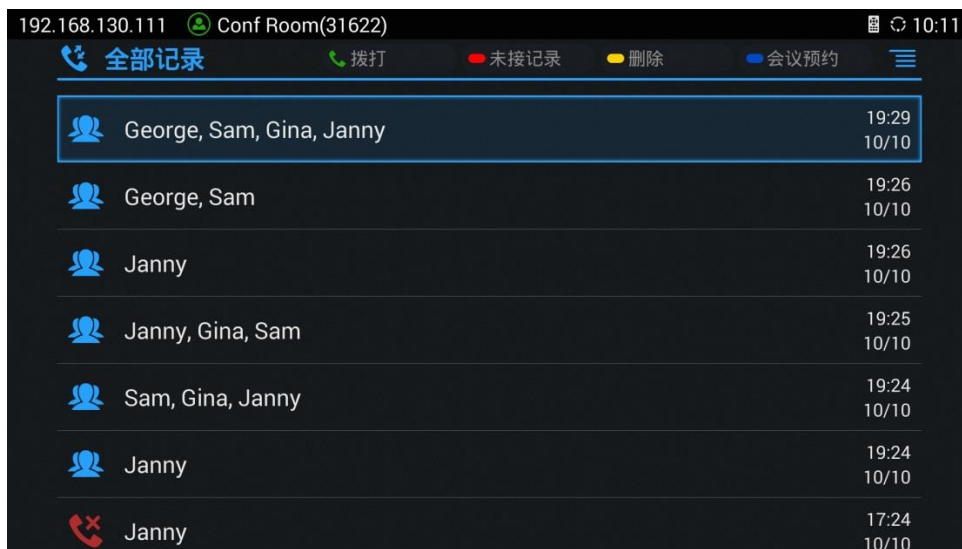 192.168.130.111 Conf Room(31622) 10:11
全部记录 拨打 未接记录 删除 会议预约
George, Sam, Gina, Janny 19:29
10/10
George, Sam 19:26
10/10
Janny 19:26
10/10
Janny, Gina, Sam 19:25
10/10
Sam, Gina, Janny 19:24
10/10
Janny 19:24
10/10
Janny 17:24
10/10